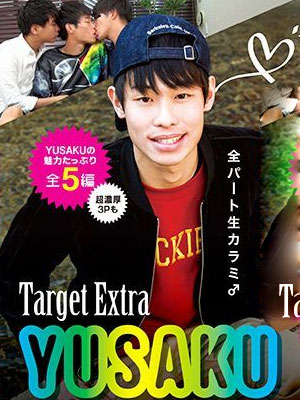 YUSAKUの
魅力たっぷり
全5編
超濃厚
3Pも
全パート生カラミ♂
Target Extra
YUSAKU